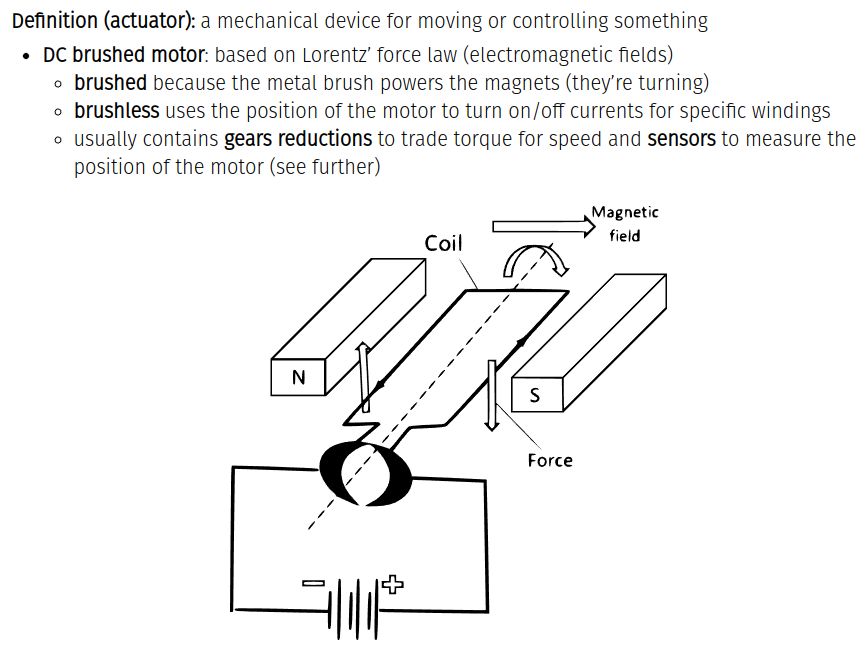 Definition (actuator): a mechanical device for moving or controlling something
• DC brushed motor: based on Lorentz’ force law (electromagnetic fields)
◦ brushed because the metal brush powers the magnets (they’re turning)
◦ brushless uses the position of the motor to turn on/off currents for specific windings
◦ usually contains gears reductions to trade torque for speed and sensors to measure the
position of the motor (see further)
Magnetic
field
Coil
N
S
Force
− +